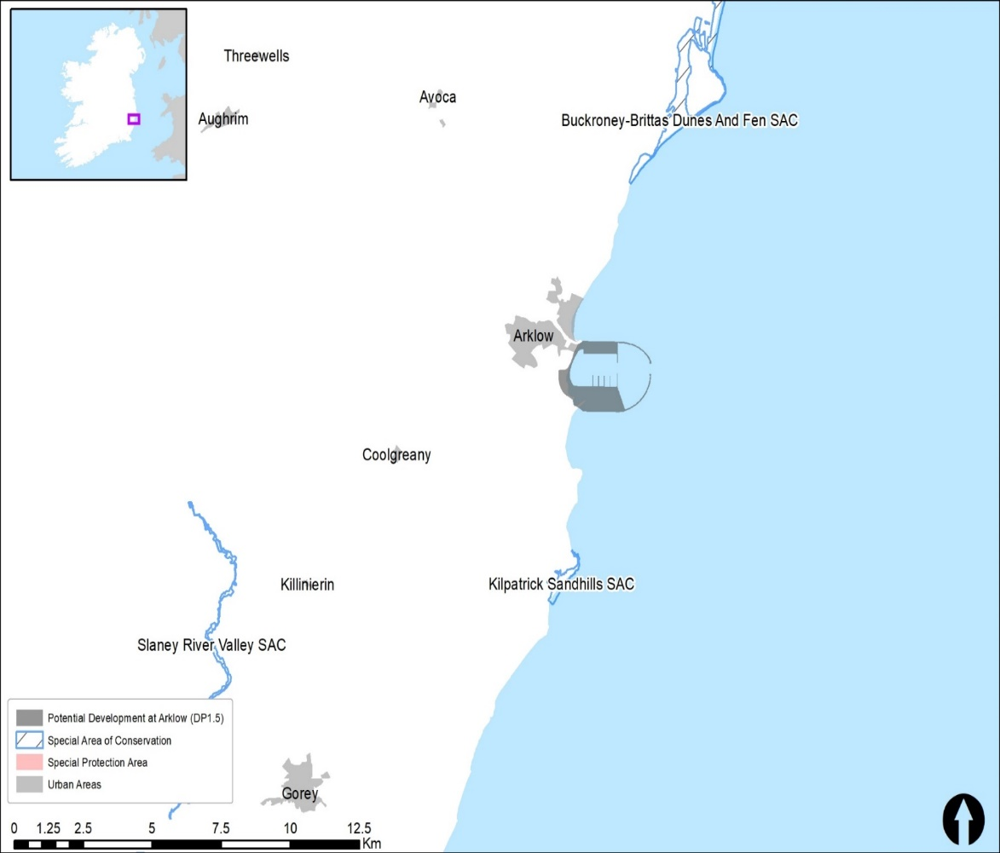 Threewells
Avoca
Aughrim
Buckroney-Brittas Dunes And Fen SAC
Arklow
Coolgreany
Killinierin
Kilpatrick Sandhills SAC
Slaney River Valley SAC
Potential Development at Arklow (DP1.5)
Special Area of Conservation
Special Protection Area
Urban Areas
Gorey
0 1.25 2.5 5 7.5 10 12.5
Km